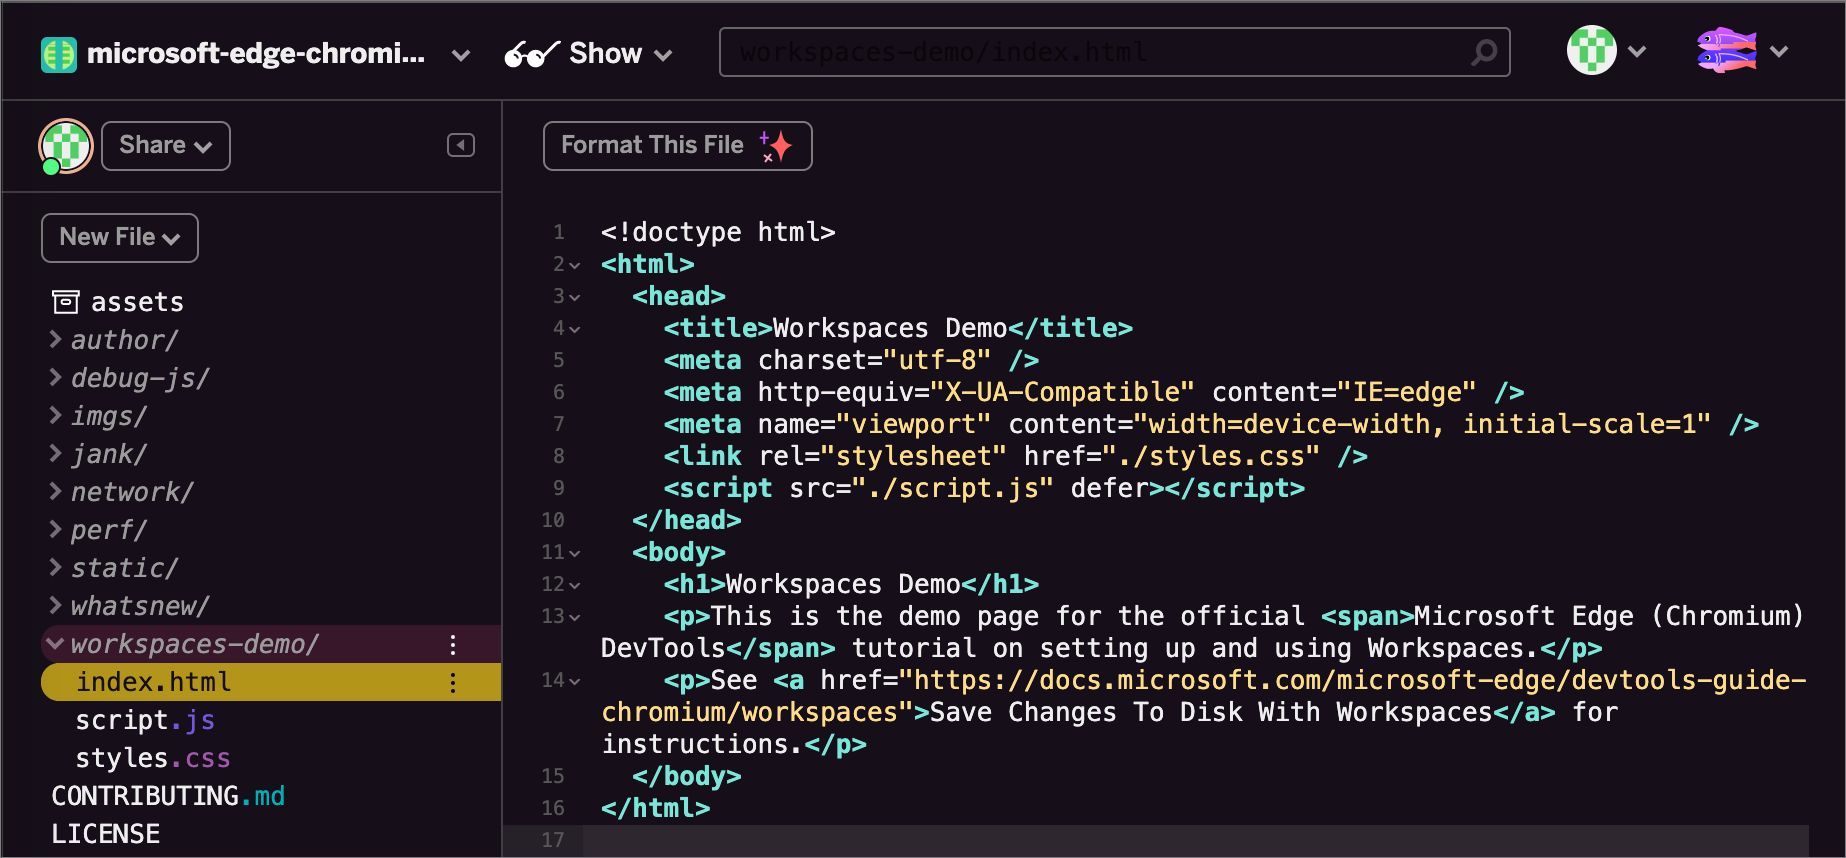 microsoft-edge-chromi...
Show
workspaces-demo/index.html
Share
Format This File
New File
assets
author/
debug-js/
imgs/
jank/
network/
perf/
static/
whatsnew/
workspaces-demo/
index.html
script.js
styles.css
CONTRIBUTING.md
LICENSE
1 <!doctype html>
2 <html>
3 <head>
4 <title>Workspaces Demo</title>
5 <meta charset="utf-8" />
6 <meta http-equiv="X-UA-Compatible" content="IE=edge" />
7 <meta name="viewport" content="width=device-width, initial-scale=1" />
8 <link rel="stylesheet" href="./styles.css" />
9 <script src="./script.js" defer></script>
10 </head>
11 <body>
12 <h1>Workspaces Demo</h1>
13 <p>This is the demo page for the official <span>Microsoft Edge (Chromium)
DevTools</span> tutorial on setting up and using Workspaces.</p>
14 <p>See <a href="https://docs.microsoft.com/microsoft-edge/devtools-guide-
chromium/workspaces">Save Changes To Disk With Workspaces</a> for
instructions.</p>
15 </body>
16 </html>
17